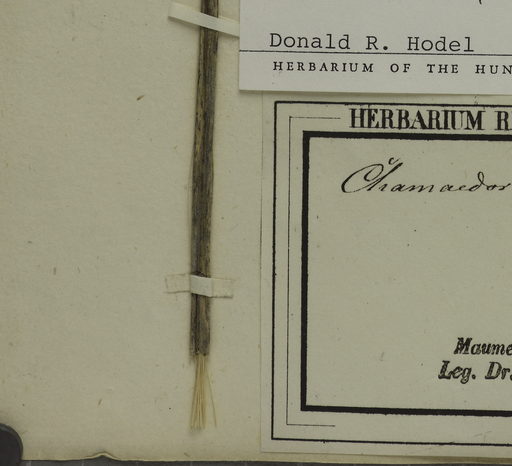 Donald R. Hodel
HERBARIUM OF THE HUN
HERBARIUM R
Chamaedor
Maume
Leg. Dr.